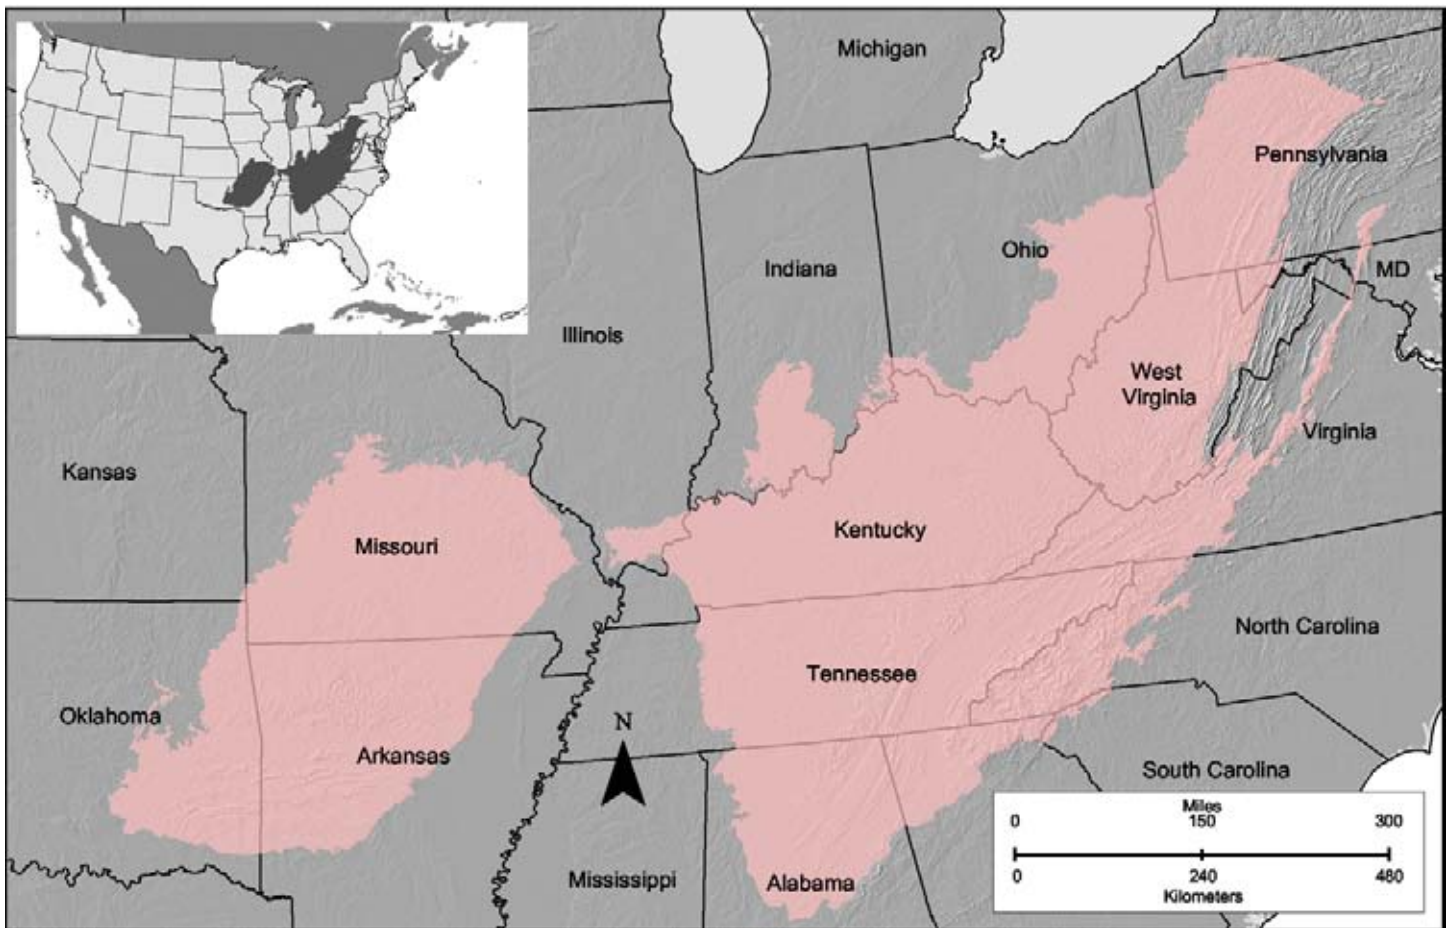 Michigan
Pennsylvania
Ohio
MD
Indiana
Illinois
West
Virginia
Virginia
Kansas
Kentucky
Missouri
North Carolina
Tennessee
Oklahoma
N
Arkansas
South Carolina
Mississippi
Alabama
Miles
0 150 300
0 240 480
Kilometers